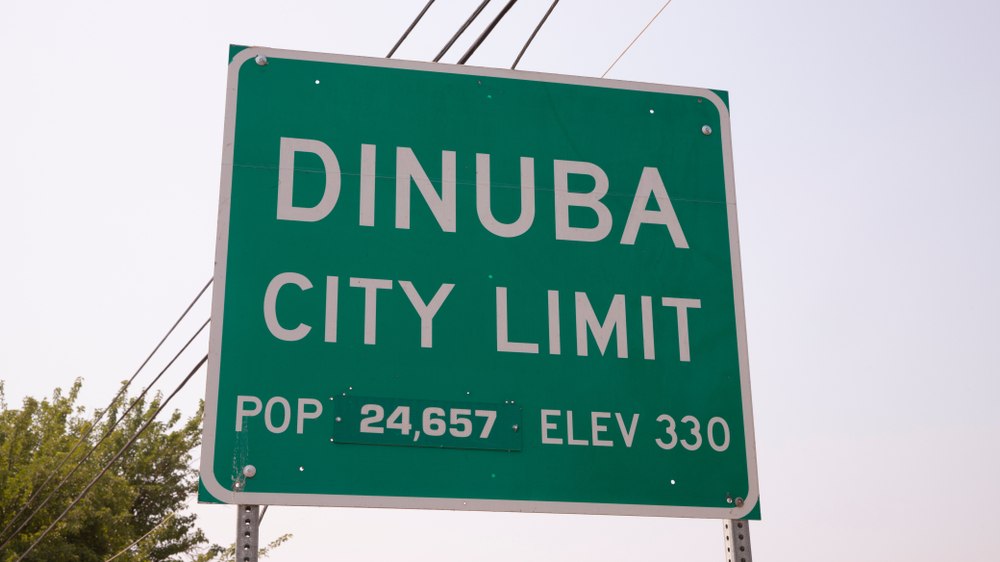 DINUBA
CITY LIMIT
POP 24,657 ELEV 330